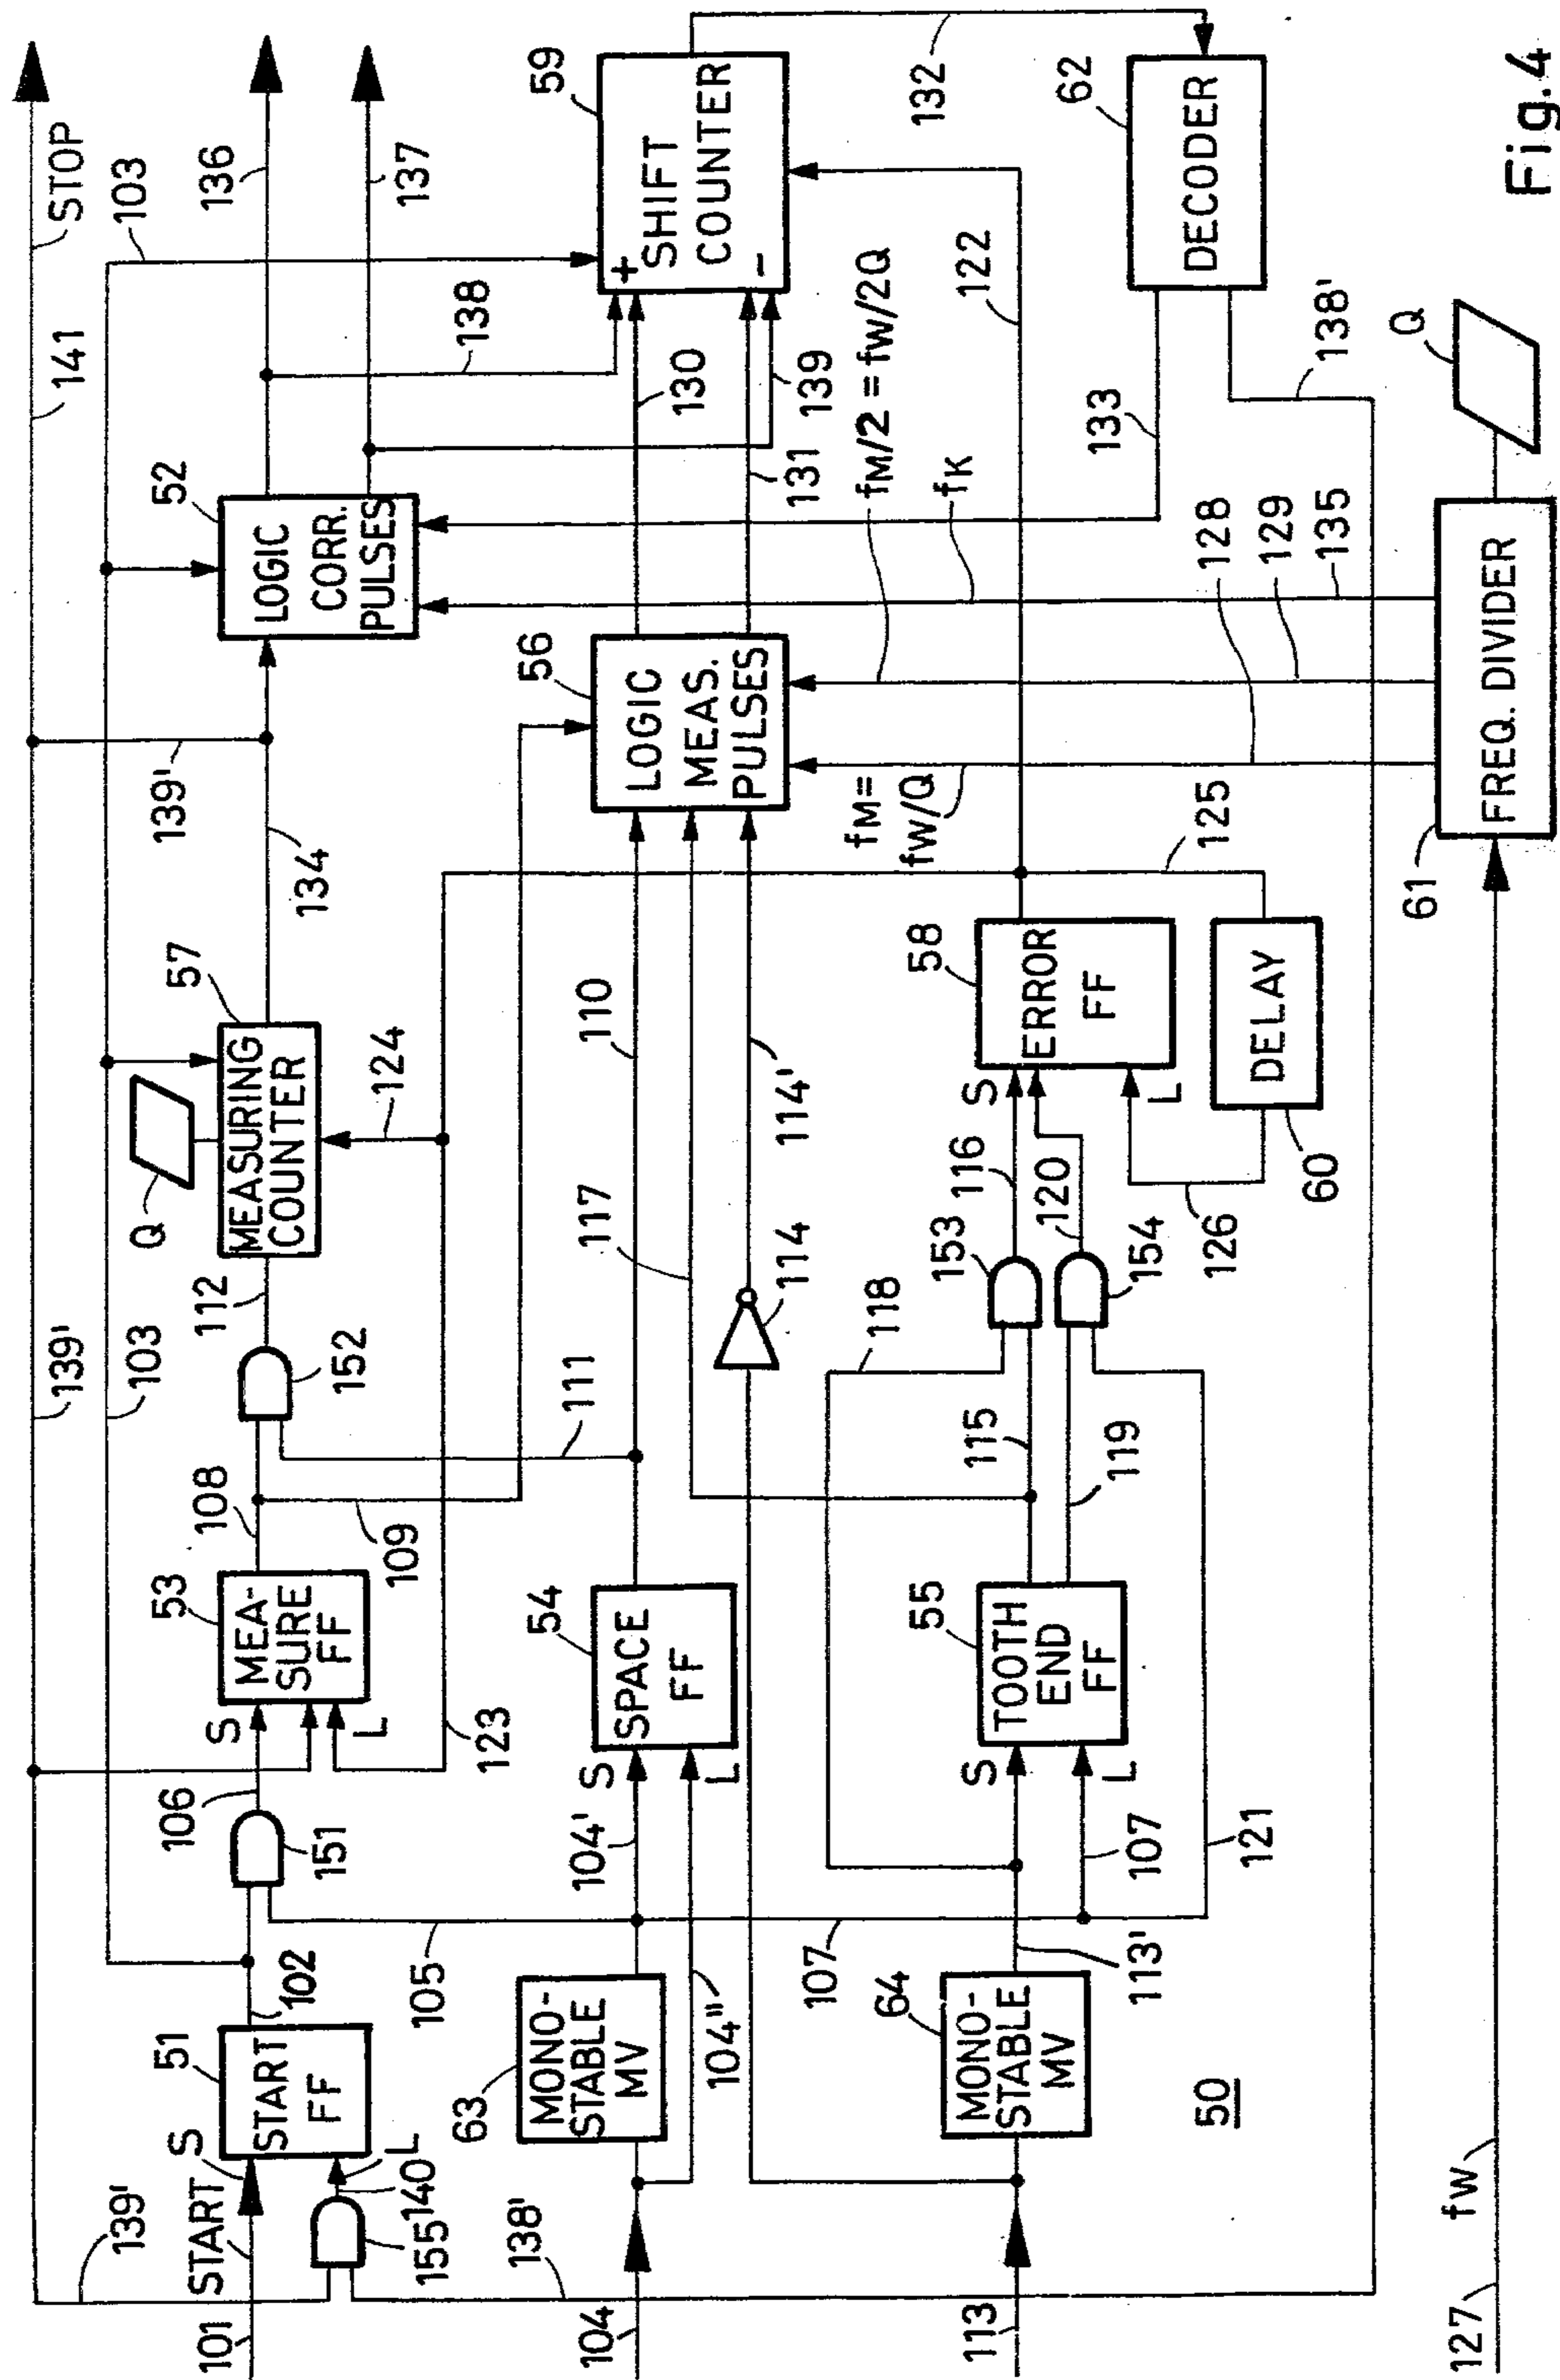 139'
START
101
S
51
START
FF
L
140
155
138'
102
103
105
151
106
S
53
MEA-
SURE
FF
L
123
108
109
139'
103
111
152
112
Q
57
MEASURING
COUNTER
124
134
139'
52
LOGIC
CORR.
PULSES
141
STOP
103
136
137
138
139
104
63
MONO-
STABLE
MV
104'
104"
S
54
SPACE
FF
L
117
110
114
114'
56
LOGIC
MEAS.
PULSES
130
131
59
+
SHIFT
COUNTER
-
132
113
64
MONO-
STABLE
MV
107
113'
107
121
S
55
TOOTH
END
FF
L
115
119
118
153
116
120
154
126
S
58
ERROR
FF
L
DELAY
60
125
122
fM=
fW/Q
fM/2 = fW/2Q
fK
128
129
135
133
62
DECODER
138'
50
127
fW
61
FREQ. DIVIDER
Q
Fig.4